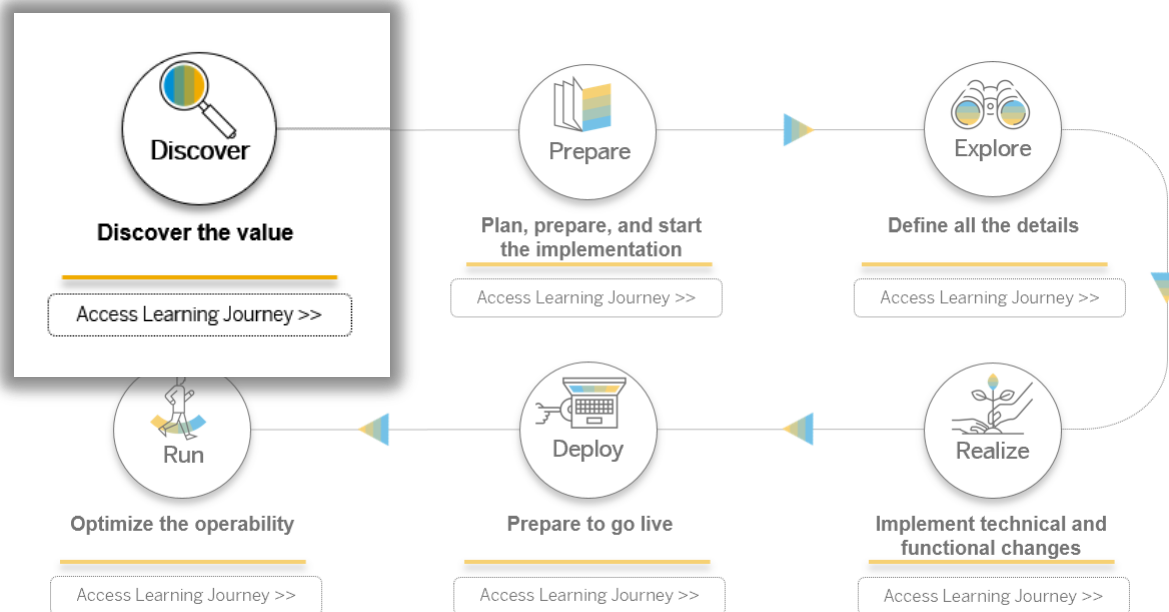 Discover
Discover the value
Access Learning Journey >>
Prepare
Plan, prepare, and start
the implementation
Access Learning Journey >>
Explore
Define all the details
Access Learning Journey >>
Realize
Implement technical and
functional changes
Access Learning Journey >>
Deploy
Prepare to go live
Access Learning Journey >>
Run
Optimize the operability
Access Learning Journey >>